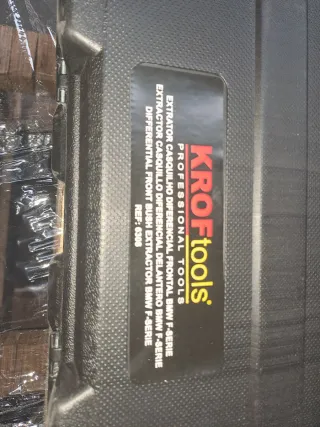 KROFtools®
PROFESSIONAL TOOLS
EXTRATOR CASQUILHO DIFERENCIAL FRONTAL BMW F-SERIE
EXTRACTOR CASQUILLO DIFERENCIAL DELANTERO BMW F-SERIE
DIFFERENTIAL FRONT BUSH EXTRACTOR BMW F-SERIE
REF: 6906